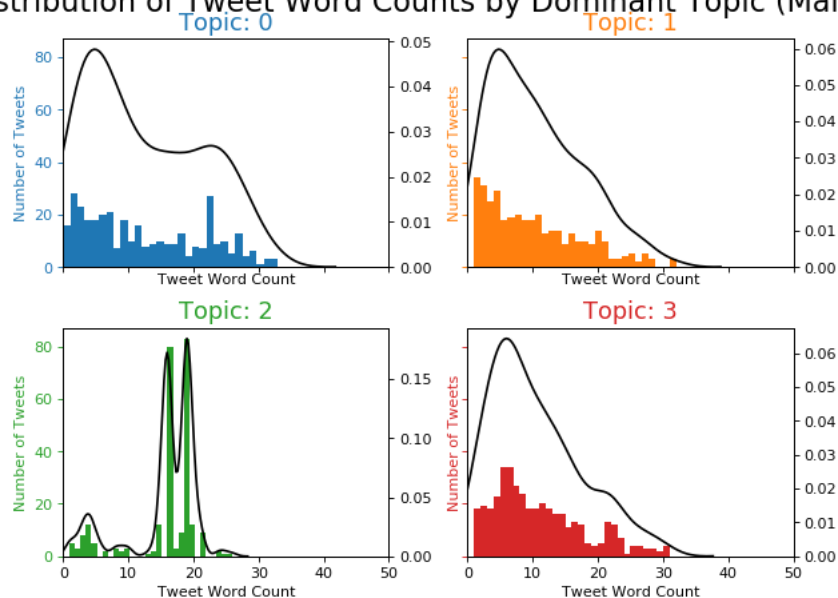 stribution of Tweet Word Counts by Dominant Topic (Mai
Topic: 0
Topic: 1
80
60
40
20
0
Number of Tweets
0.05
0.04
0.03
0.02
0.01
0.00
Tweet Word Count
Number of Tweets
0.06
0.05
0.04
0.03
0.02
0.01
0.00
Tweet Word Count
Topic: 2
Topic: 3
80
60
40
20
0
Number of Tweets
0.15
0.10
0.05
0.00
0 10 20 30 40 50
Tweet Word Count
Number of Tweets
0.06
0.05
0.04
0.03
0.02
0.01
0.00
0 10 20 30 40 50
Tweet Word Count